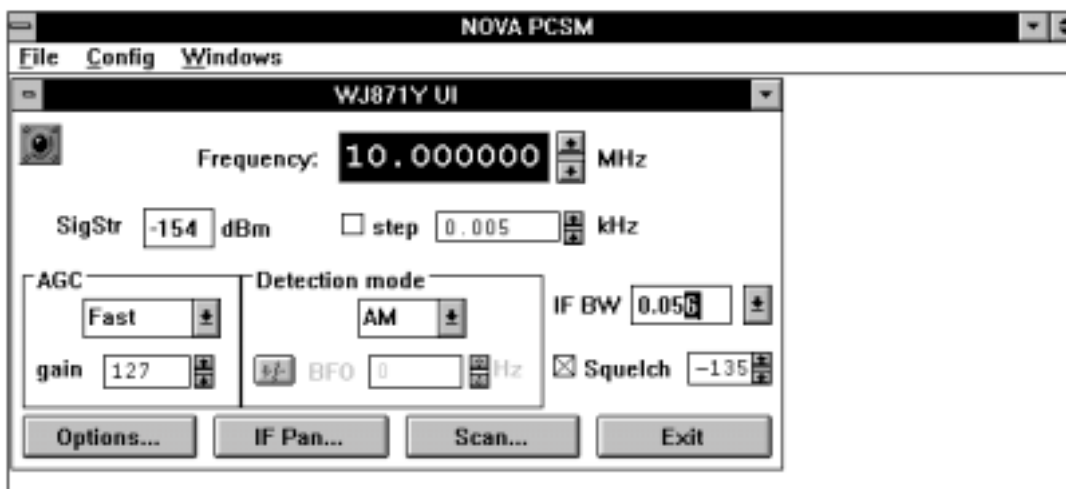 NOVA PCSM
File Config Windows
WJ871Y UI
Frequency: 10.000000 MHz
SigStr -154 dBm step 0.005 kHz
AGC Detection mode
Fast AM IF BW 0.056
gain 127 +/- BFO 0 Hz Squelch -135
Options... IF Pan... Scan... Exit